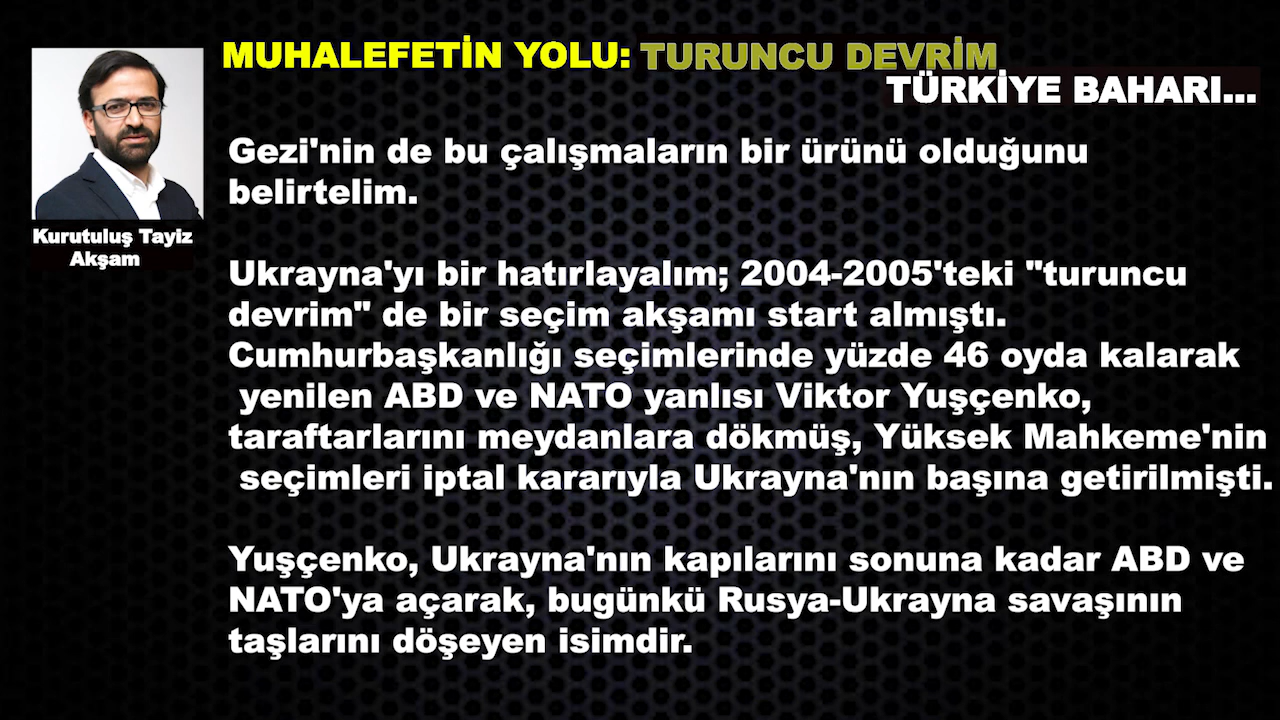 MUHALEFETİN YOLU: TURUNCU DEVRİM
TÜRKİYE BAHARI...
Kurutuluş Tayiz
Akşam
Gezi'nin de bu çalışmaların bir ürünü olduğunu
belirtelim.
Ukrayna'yı bir hatırlayalım; 2004-2005'teki "turuncu
devrim" de bir seçim akşamı start almıştı.
Cumhurbaşkanlığı seçimlerinde yüzde 46 oyda kalarak
yenilen ABD ve NATO yanlısı Viktor Yuşçenko,
taraftarlarını meydanlara dökmüş, Yüksek Mahkeme'nin
seçimleri iptal kararıyla Ukrayna'nın başına getirilmişti.
Yuşçenko, Ukrayna'nın kapılarını sonuna kadar ABD ve
NATO'ya açarak, bugünkü Rusya-Ukrayna savaşının
taşlarını döşeyen isimdir.